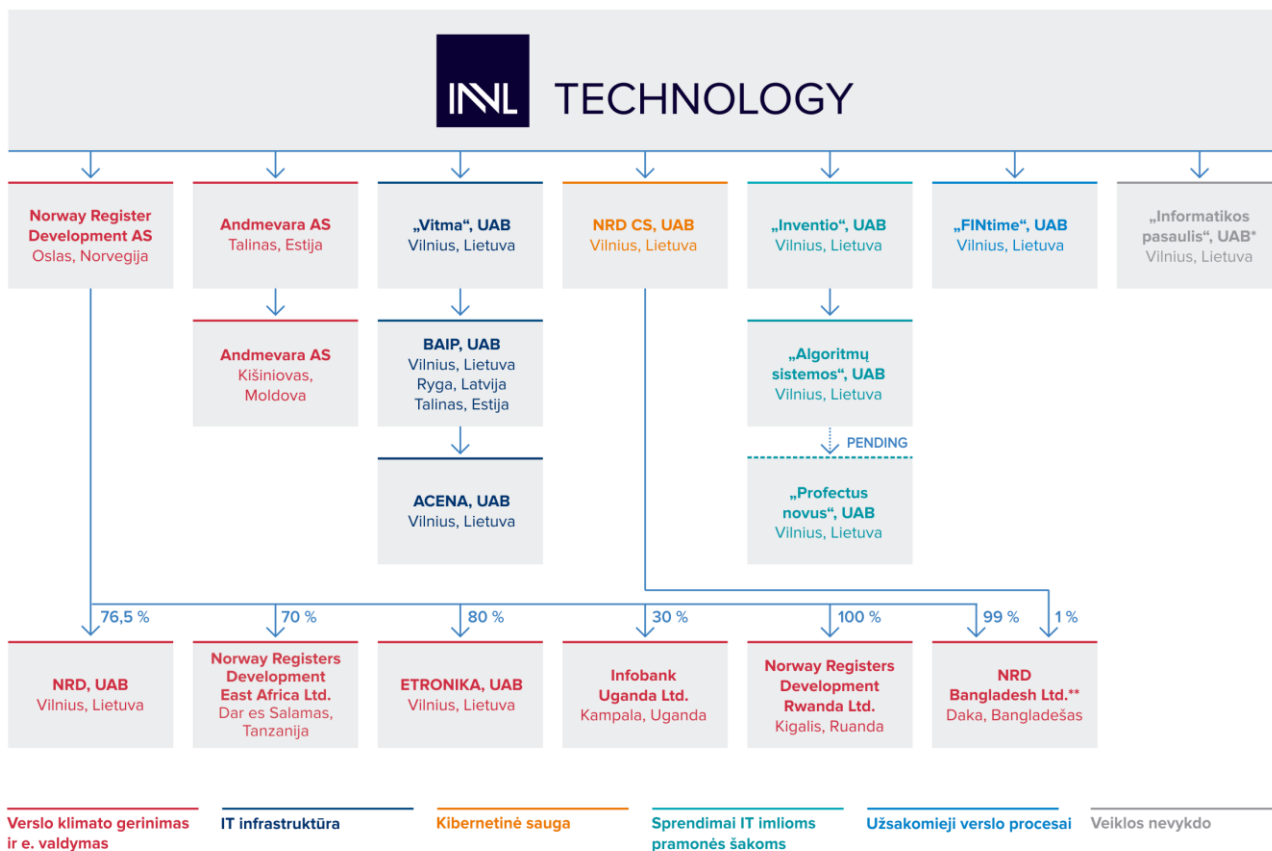 INVL TECHNOLOGY
Norway Register
Development AS
Oslas, Norvegija
Andmevara AS
Talinas, Estija
„Vitma“, UAB
Vilnius, Lietuva
NRD CS, UAB
Vilnius, Lietuva
„Inventio“, UAB
Vilnius, Lietuva
„FINtime“, UAB
Vilnius, Lietuva
„Informatikos
pasaulis“, UAB*
Vilnius, Lietuva
Andmevara AS
Kišiniovas,
Moldova
BAIP, UAB
Vilnius, Lietuva
Ryga, Latvija
Talinas, Estija
„Algoritmų
sistemos“, UAB
Vilnius, Lietuva
PENDING
ACENA, UAB
Vilnius, Lietuva
„Profectus
novus“, UAB
Vilnius, Lietuva
76,5 %
70 %
80 %
30 %
100 %
99 %
1 %
NRD, UAB
Vilnius, Lietuva
Norway Registers
Development
East Africa Ltd.
Dar es Salamas,
Tanzanija
ETRONIKA, UAB
Vilnius, Lietuva
Infobank
Uganda Ltd.
Kampala, Uganda
Norway Registers
Development
Rwanda Ltd.
Kigalis, Ruanda
NRD
Bangladesh Ltd.**
Daka, Bangladešas
Verslo klimato gerinimas
ir e. valdymas
IT infrastruktūra
Kibernetinė sauga
Sprendimai IT imlioms
pramonės šakoms
Užsakomieji verslo procesai
Veiklos nevykdo